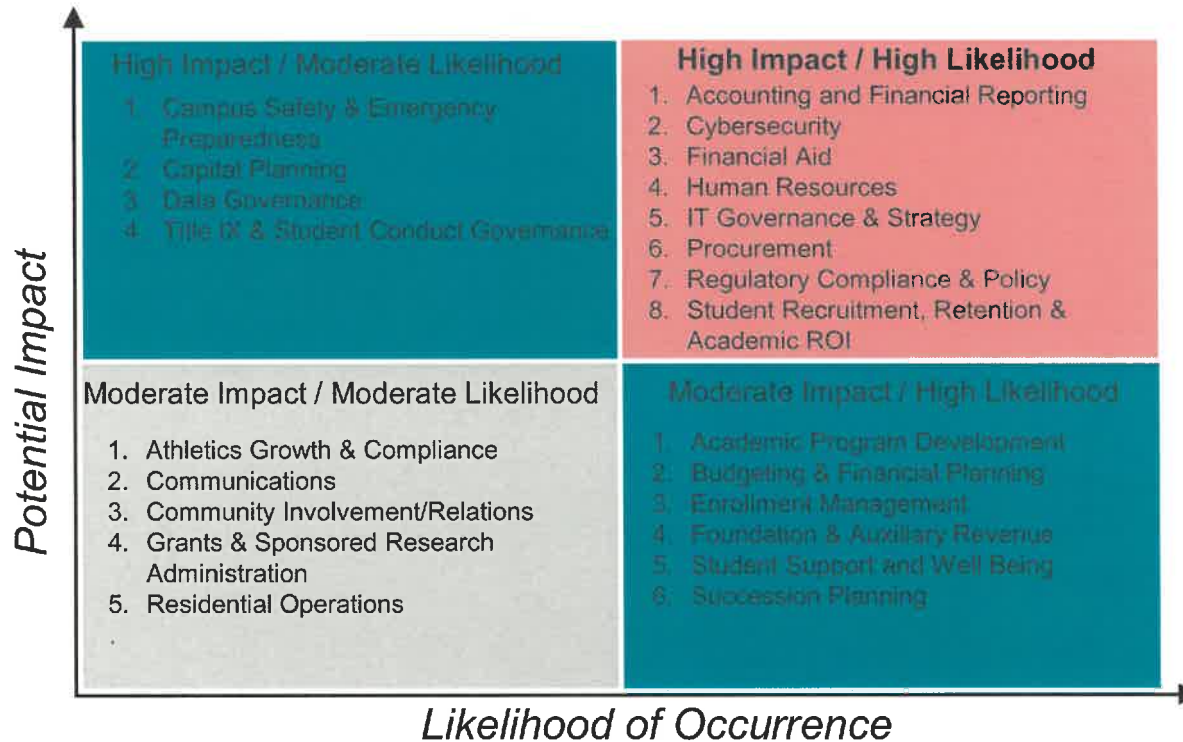 Potential Impact
High Impact / Moderate Likelihood
1. Campus Safety & Emergency
Preparedness
2. Capital Planning
3. Data Governance
4. Title IX & Student Conduct Governance
High Impact / High Likelihood
1. Accounting and Financial Reporting
2. Cybersecurity
3. Financial Aid
4. Human Resources
5. IT Governance & Strategy
6. Procurement
7. Regulatory Compliance & Policy
8. Student Recruitment, Retention &
Academic ROI
Moderate Impact / Moderate Likelihood
1. Athletics Growth & Compliance
2. Communications
3. Community Involvement/Relations
4. Grants & Sponsored Research
Administration
5. Residential Operations
.
Moderate Impact / High Likelihood
1. Academic Program Development
2. Budgeting & Financial Planning
3. Enrollment Management
4. Foundation & Auxiliary Revenue
5. Student Support and Well Being
6. Succession Planning
Likelihood of Occurrence